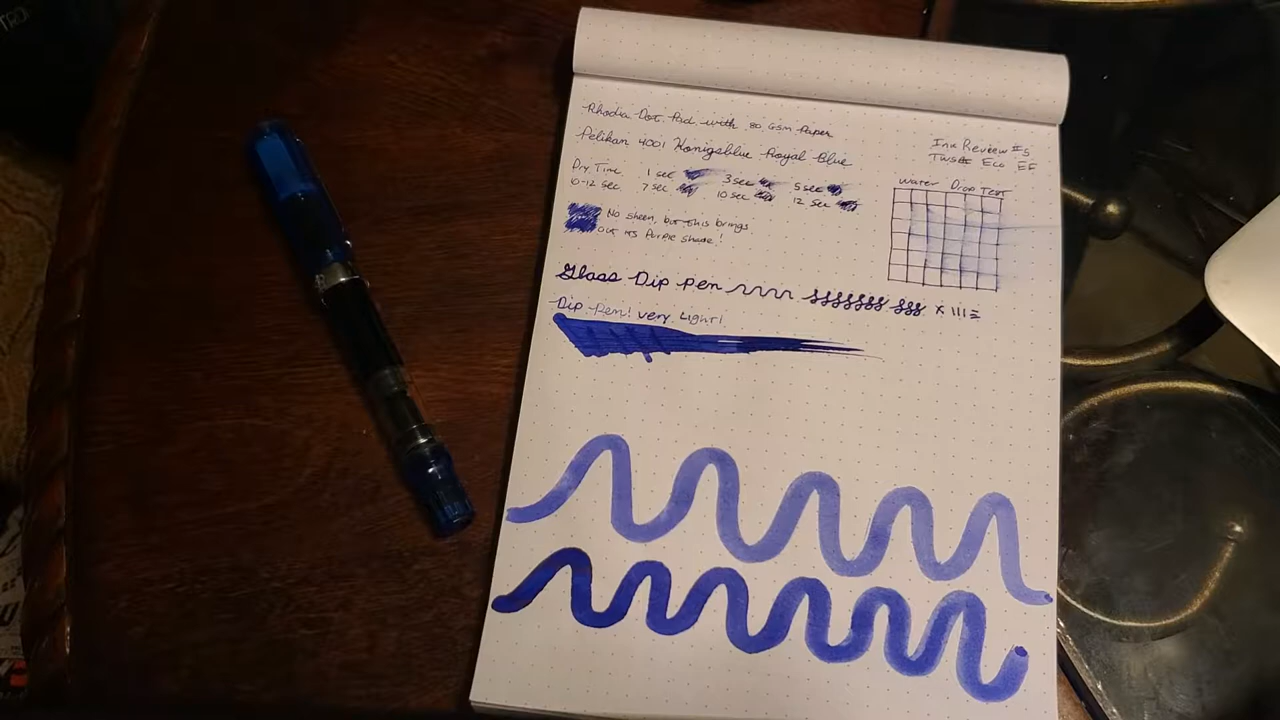 Rhodia Dot Pad with 80 GSM Paper
Pelikan 4001 Konigsblue Royal Blue
Ink Review #5
TWSBI Eco EF
Dry Time 1 sec 3 sec 5 sec
10-12 Sec. 7 sec 10 sec 12 sec
Water Drop Test
No sheen, but this brings
out its Purple shade!
Glass Dip pen x III
Dip Pen! very Light!